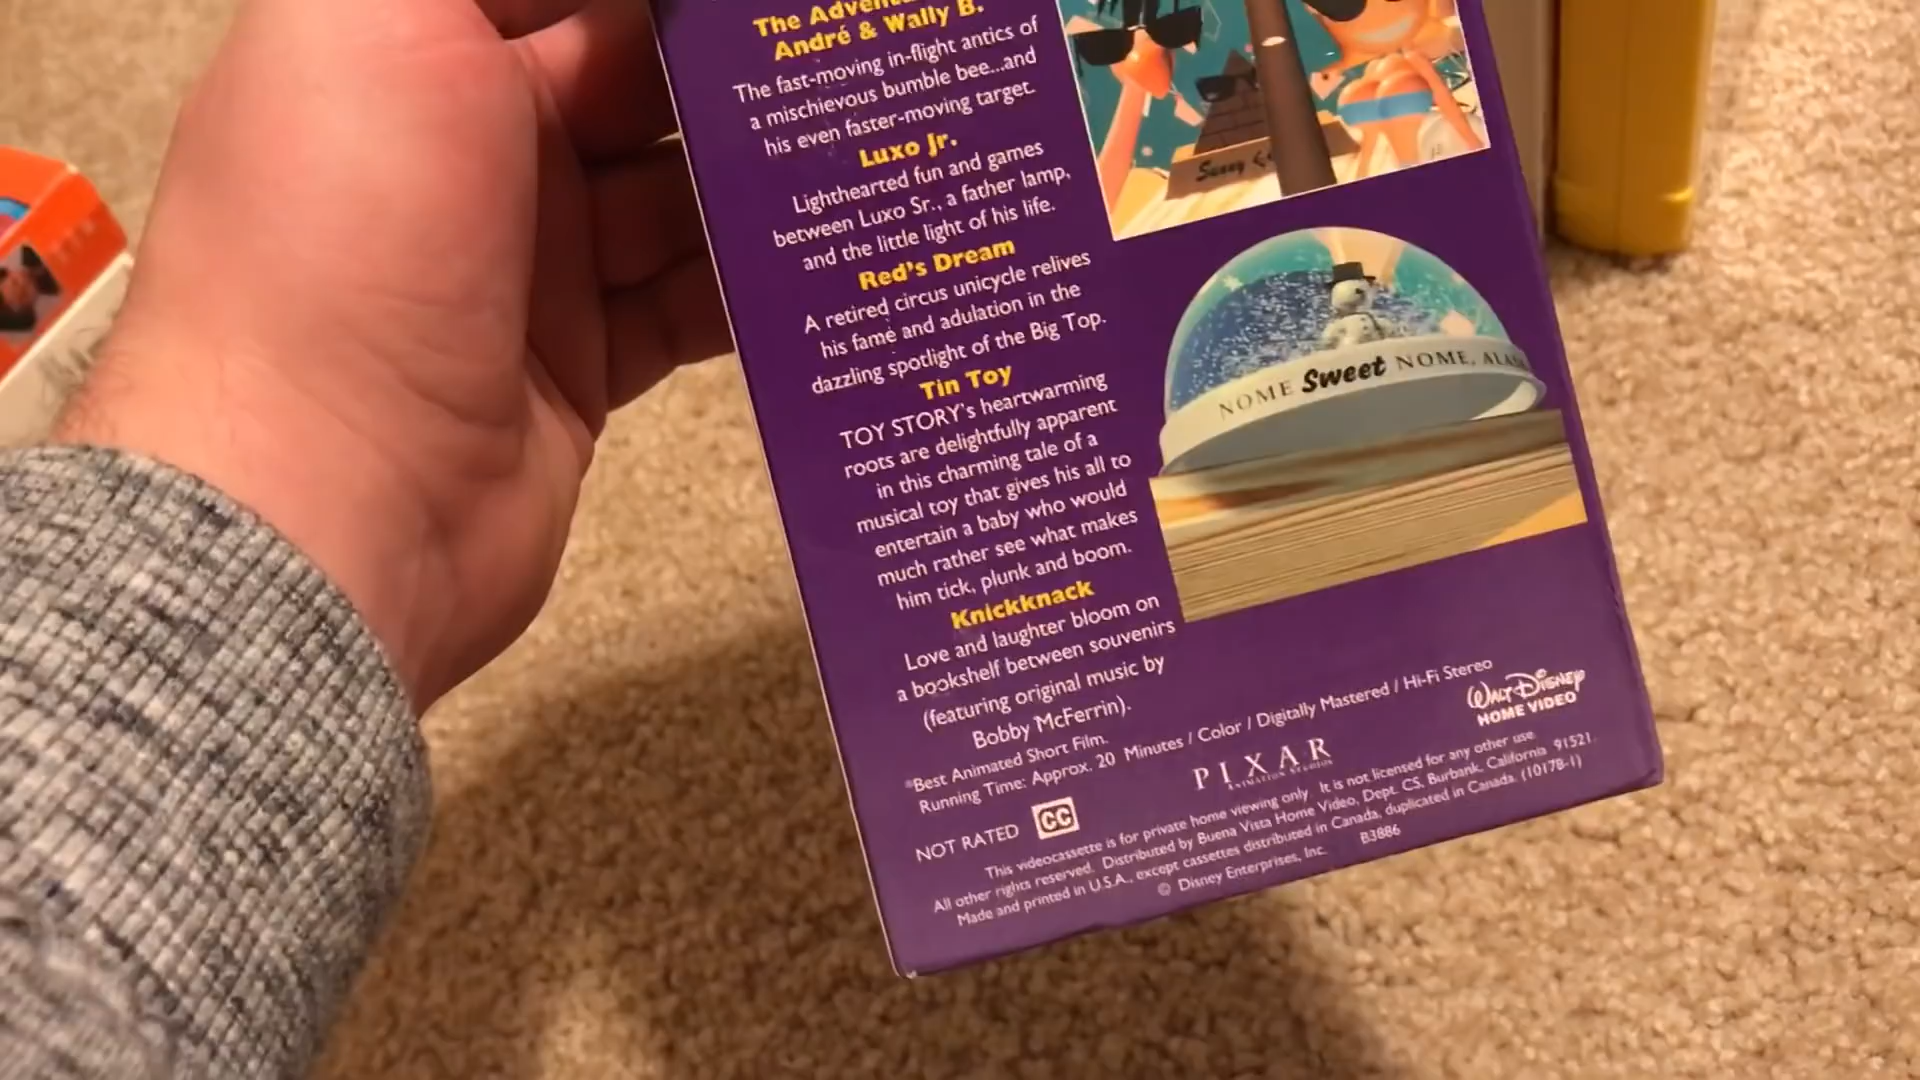 The Adventu
André & Wally B.
The fast-moving in-flight antics of
a mischievous bumble bee...and
his even faster-moving target.
Luxo Jr.
Lighthearted fun and games
between Luxo Sr., a father lamp,
and the little light of his life.
Red's Dream
A retired circus unicycle relives
his fame and adulation in the
dazzling spotlight of the Big Top.
Tin Toy
TOY STORY's heartwarming
roots are delightfully apparent
in this charming tale of a
musical toy that gives his all to
entertain a baby who would
much rather see what makes
him tick, plunk and boom.
Knickknack
Love and laughter bloom on
a bookshelf between souvenirs
(featuring original music by
Bobby McFerrin).
*Best Animated Short Film.
Running Time: Approx. 20 Minutes / Color / Digitally Mastered / Hi-Fi Stereo
NOT RATED CC
PIXAR
ANIMATION STUDIOS
WALT DISNEY
HOME VIDEO
This videocassette is for private home viewing only. It is not licensed for any other use.
All other rights reserved. Distributed by Buena Vista Home Video, Dept. CS, Burbank, California 91521.
Made and printed in U.S.A., except cassettes distributed in Canada, duplicated in Canada. (10178-1)
© Disney Enterprises, Inc. B3886
Sunny
NOME Sweet NOME, ALAS